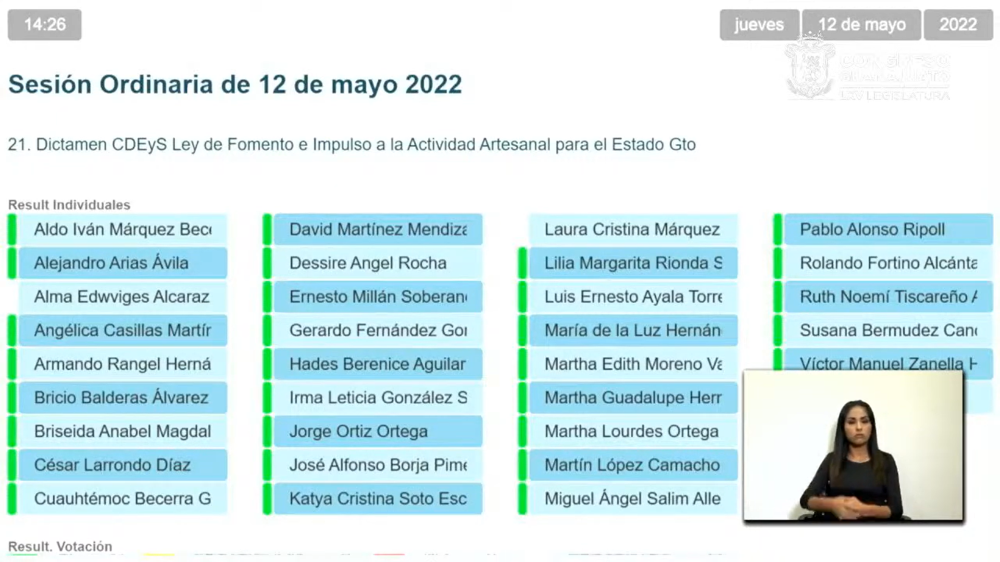 14:26
jueves 12 de mayo 2022
CONGRESO
GUANAJUATO
LXV LEGISLATURA
Sesión Ordinaria de 12 de mayo 2022
21. Dictamen CDEyS Ley de Fomento e Impulso a la Actividad Artesanal para el Estado Gto
Result Individuales
Aldo Iván Márquez Bec
Alejandro Arias Ávila
Alma Edwviges Alcaraz
Angélica Casillas Martír
Armando Rangel Herná
Bricio Balderas Álvarez
Briseida Anabel Magdal
César Larrondo Díaz
Cuauhtémoc Becerra G
David Martínez Mendiza
Dessire Angel Rocha
Ernesto Millán Soberan
Gerardo Fernández Go
Hades Berenice Aguilar
Irma Leticia González S
Jorge Ortiz Ortega
José Alfonso Borja Pime
Katya Cristina Soto Esc
Laura Cristina Márquez
Lilia Margarita Rionda S
Luis Ernesto Ayala Torre
María de la Luz Hernán
Martha Edith Moreno Va
Martha Guadalupe Herr
Martha Lourdes Ortega
Martín López Camacho
Miguel Ángel Salim Alle
Pablo Alonso Ripoll
Rolando Fortino Alcánta
Ruth Noemí Tiscareño A
Susana Bermudez Can
Víctor Manuel Zanella H
Result. Votación